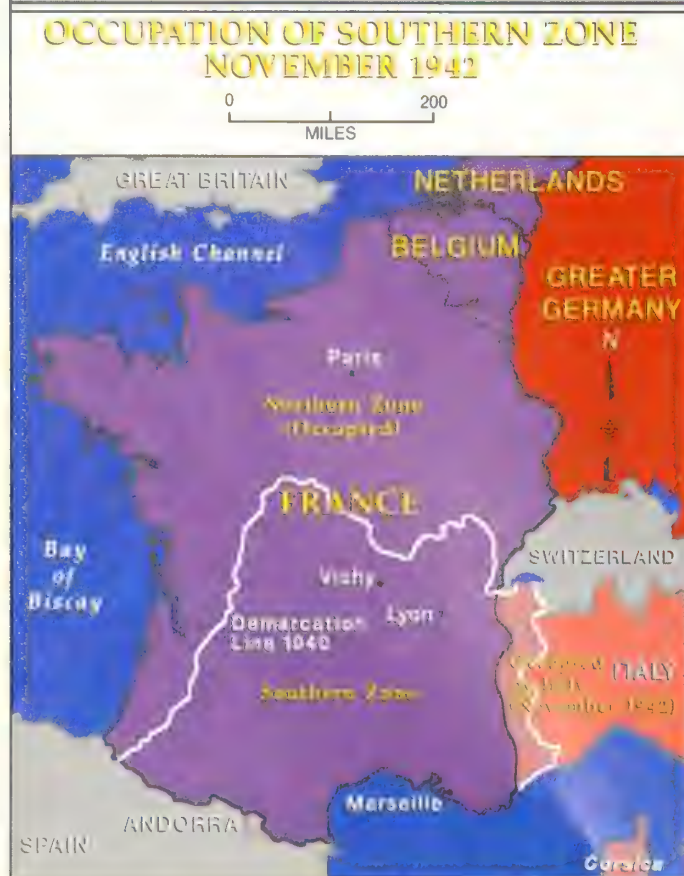 OCCUPATION OF SOUTHERN ZONE
NOVEMBER 1942
0 200
MILES
GREAT BRITAIN
NETHERLANDS
English Channel
BELGIUM
GREATER
GERMANY
N
Paris
Northern Zone
(Occupied)
FRANCE
Bay
of
Biscay
SWITZERLAND
Vichy
Lyon
Demarcation
Line 1940
ITALY
(November 1942)
Southern Zone
Marseille
ANDORRA
SPAIN
Corsica